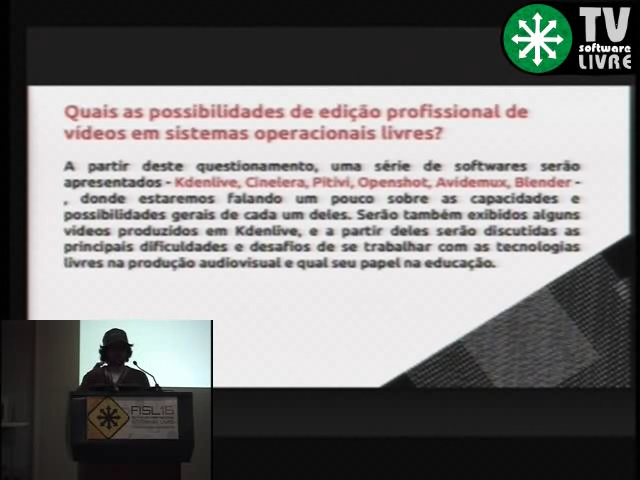 TV
software
LIVRE
Quais as possibilidades de edição profissional de
vídeos em sistemas operacionais livres?
A partir deste questionamento, uma série de softwares serão
apresentados - Kdenlive, Cinelera, Pitivi, Openshot, Avidemux, Blender -
, donde estaremos falando um pouco sobre as capacidades e
possibilidades gerais de cada um deles. Serão também exibidos alguns
vídeos produzidos em Kdenlive, e a partir deles serão discutidas as
principais dificuldades e desafios de se trabalhar com as tecnologias
livres na produção audiovisual e qual seu papel na educação.
FISL15